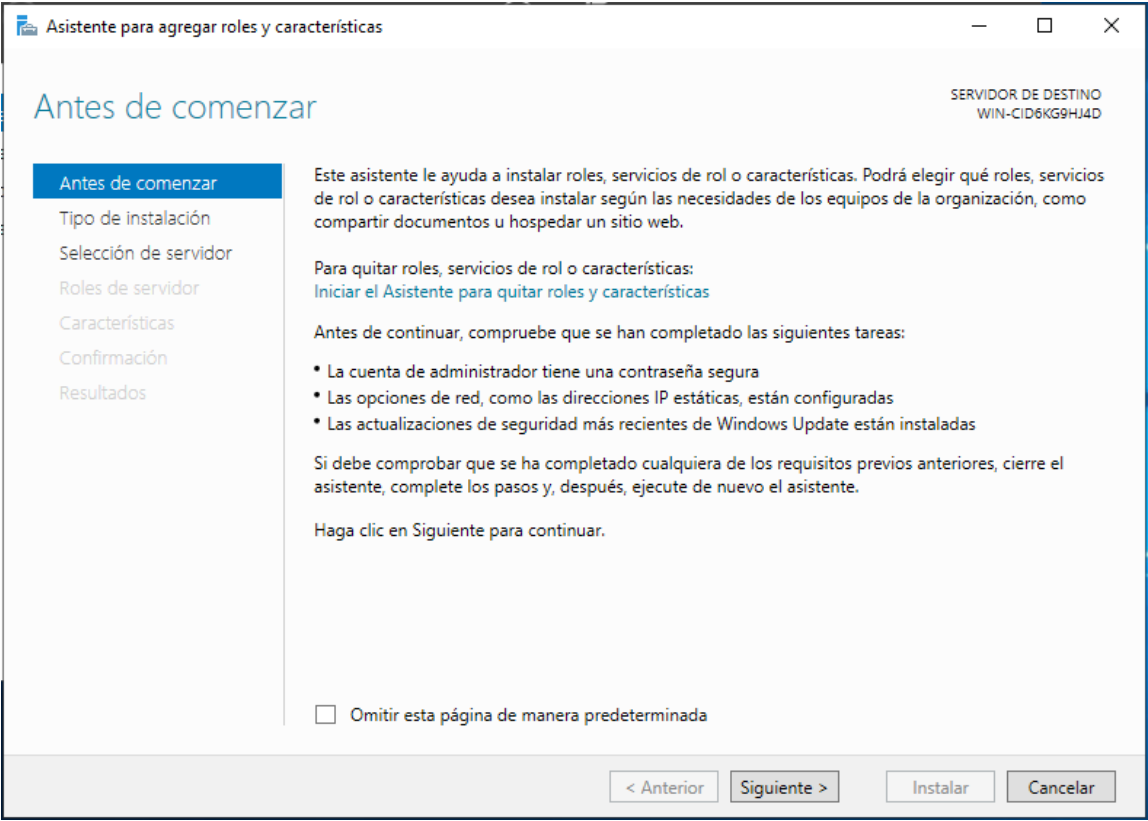 Asistente para agregar roles y características
Antes de comenzar
SERVIDOR DE DESTINO
WIN-CID6KG9HJ4D
Antes de comenzar
Tipo de instalación
Selección de servidor
Roles de servidor
Características
Confirmación
Resultados
Este asistente le ayuda a instalar roles, servicios de rol o características. Podrá elegir qué roles, servicios
de rol o características desea instalar según las necesidades de los equipos de la organización, como
compartir documentos u hospedar un sitio web.
Para quitar roles, servicios de rol o características:
Iniciar el Asistente para quitar roles y características
Antes de continuar, compruebe que se han completado las siguientes tareas:
• La cuenta de administrador tiene una contraseña segura
• Las opciones de red, como las direcciones IP estáticas, están configuradas
• Las actualizaciones de seguridad más recientes de Windows Update están instaladas
Si debe comprobar que se ha completado cualquiera de los requisitos previos anteriores, cierre el
asistente, complete los pasos y, después, ejecute de nuevo el asistente.
Haga clic en Siguiente para continuar.
Omitir esta página de manera predeterminada
< Anterior
Siguiente >
Instalar
Cancelar